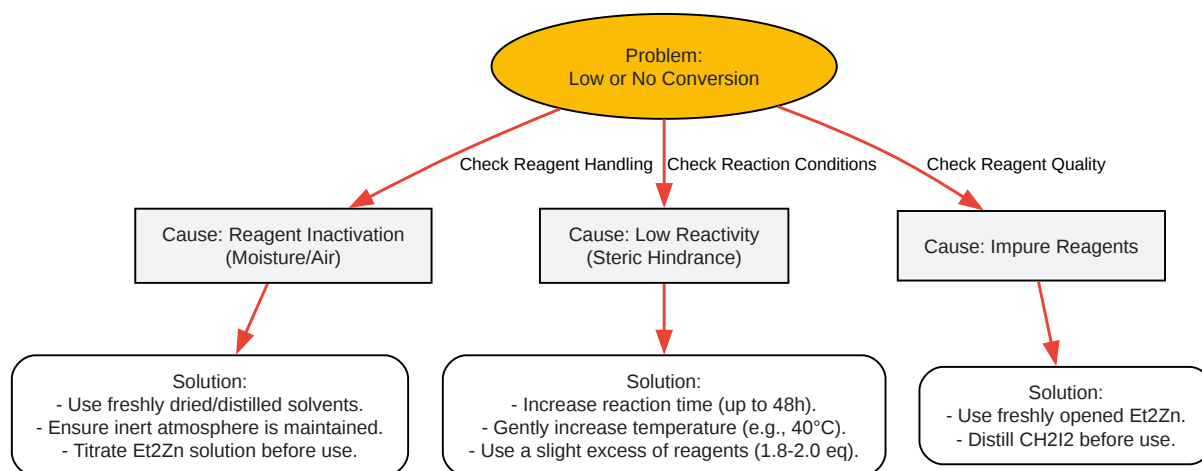 Problem:
Low or No Conversion
Check Reagent Handling
Check Reaction Conditions
Check Reagent Quality
Cause: Reagent Inactivation
(Moisture/Air)
Cause: Low Reactivity
(Steric Hindrance)
Cause: Impure Reagents
Solution:
- Use freshly dried/distilled solvents.
- Ensure inert atmosphere is maintained.
- Titrate Et2Zn solution before use.
Solution:
- Increase reaction time (up to 48h).
- Gently increase temperature (e.g., 40°C).
- Use a slight excess of reagents (1.8-2.0 eq).
Solution:
- Use freshly opened Et2Zn.
- Distill CH2I2 before use.